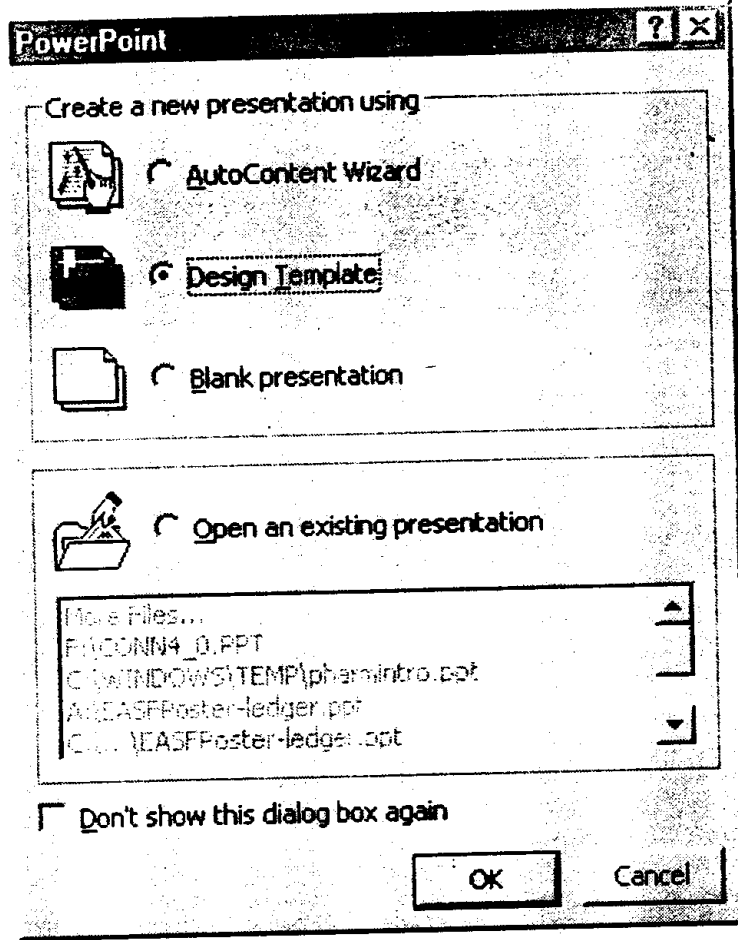 PowerPoint
Create a new presentation using
AutoContent Wizard
Design Template
Blank presentation
Open an existing presentation
More Files...
F:\CONN4_0.PPT
C:\WINDOWS\TEMP\pharmintro.ppt
A:\EASFPoster-ledger.ppt
C:\... \EASFPoster-ledger.ppt
Don't show this dialog box again
OK Cancel